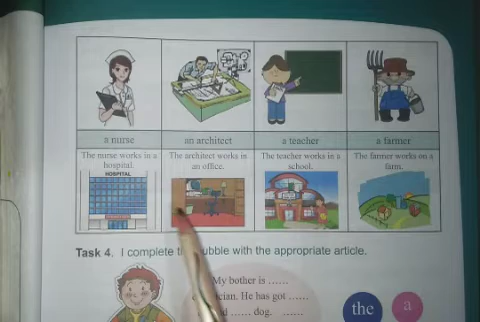 a nurse
an architect
a teacher
a farmer
The nurse works in a
hospital.
The architect works in
an office.
The teacher works in a
school.
The farmer works on a
farm.
HOSPITAL
Task 4. I complete bubble with the appropriate article.
My bother is ......
ician. He has got ......
...... dog. ......
the
a